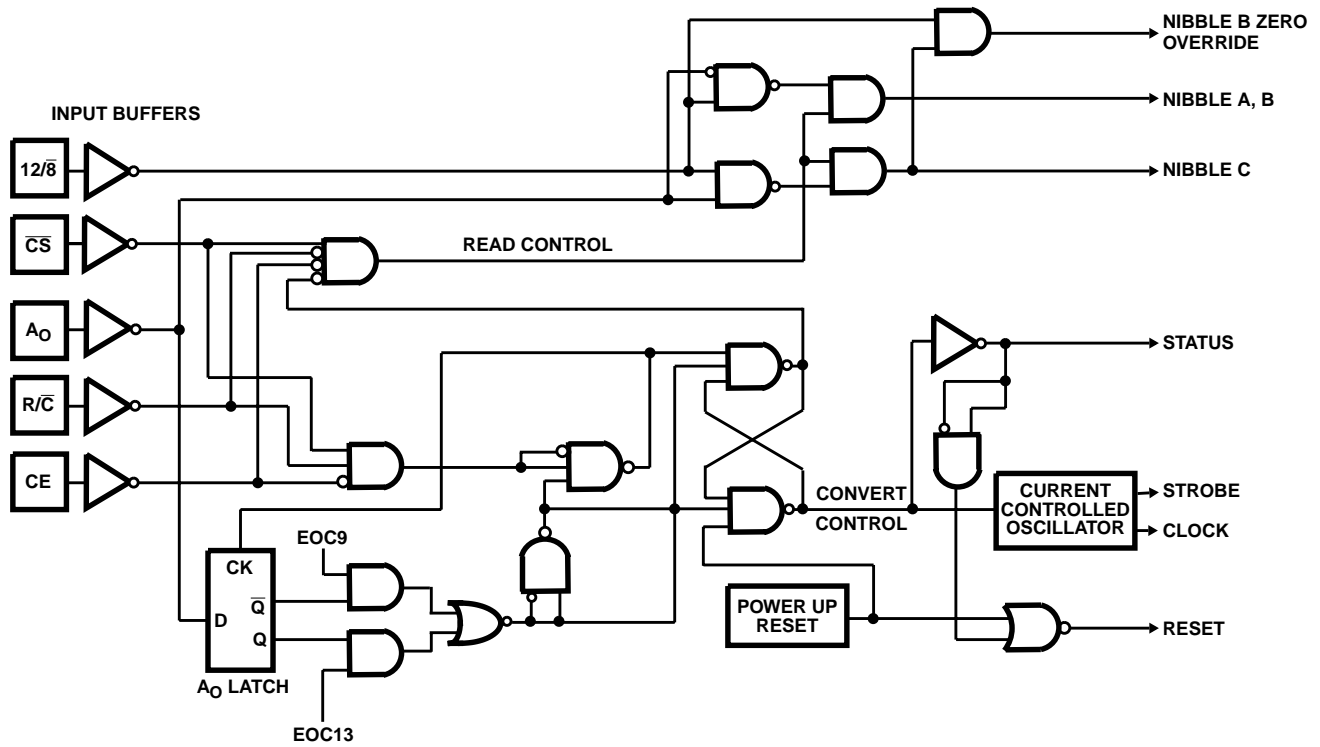 NIBBLE B ZERO
OVERRIDE
NIBBLE A, B
INPUT BUFFERS
12/8̅
NIBBLE C
C̅S̅
READ CONTROL
AO
STATUS
R/C̅
CE
CONVERT
CONTROL
CURRENT
CONTROLLED
OSCILLATOR
STROBE
CLOCK
EOC9
CK
Q̅
D
Q
POWER UP
RESET
RESET
AO LATCH
EOC13